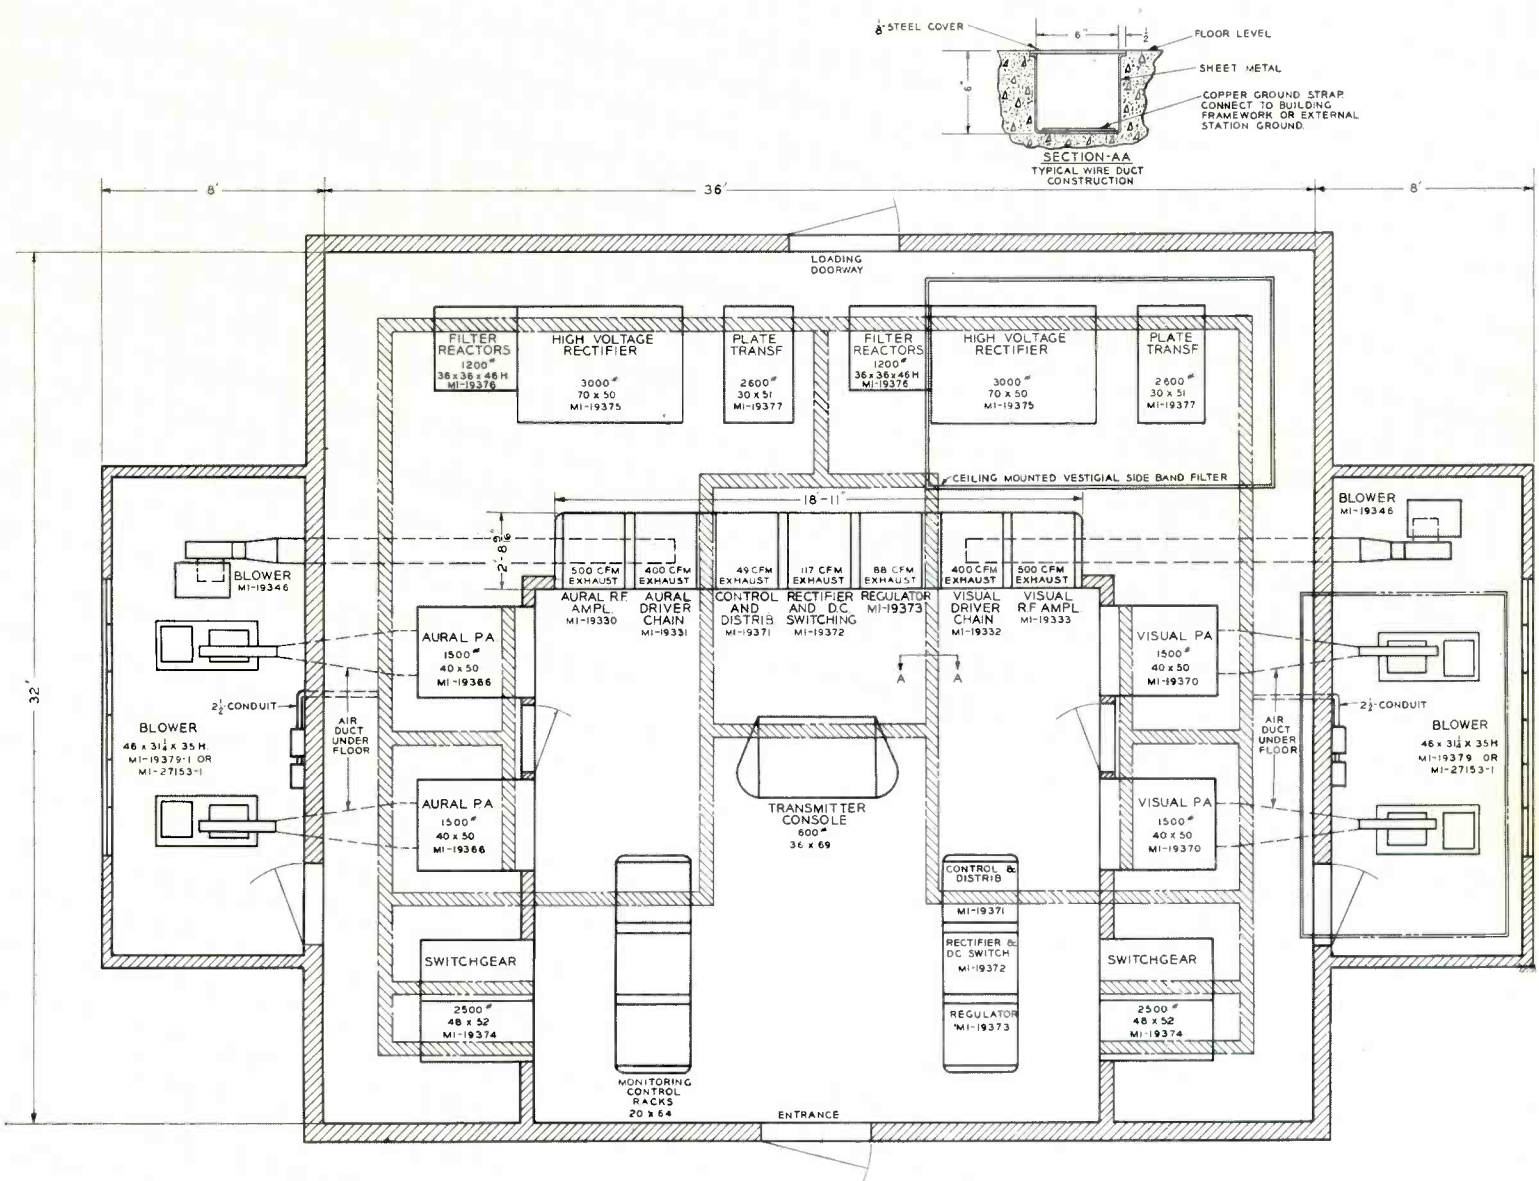 1/8-STEEL COVER
6"
1/2
FLOOR LEVEL
6"
SHEET METAL
COPPER GROUND STRAP.
CONNECT TO BUILDING
FRAMEWORK OR EXTERNAL
STATION GROUND.
SECTION-AA
TYPICAL WIRE DUCT
CONSTRUCTION
8'
36'
8'
LOADING
DOORWAY
FILTER
REACTORS
1200#
36x36x46H
MI-19376
HIGH VOLTAGE
RECTIFIER
3000#
70 x 50
MI-19375
PLATE
TRANSF
2600#
30 x 51
MI-19377
FILTER
REACTORS
1200#
36x36x46H
MI-19376
HIGH VOLTAGE
RECTIFIER
3000#
70 x 50
MI-19375
PLATE
TRANSF
2600#
30 x 51
MI-19377
CEILING MOUNTED VESTIGIAL SIDE BAND FILTER
18'-11"
2'-8 9/16"
BLOWER
MI-19346
BLOWER
MI-19346
500 CFM
EXHAUST
400 CFM
EXHAUST
49 CFM
EXHAUST
117 CFM
EXHAUST
88 CFM
EXHAUST
400 CFM
EXHAUST
500 CFM
EXHAUST
AURAL RF.
AMPL.
MI-19330
AURAL
DRIVER
CHAIN
MI-19331
CONTROL
AND
DISTRIB
MI-19371
RECTIFIER
AND D.C.
SWITCHING
MI-19372
REGULATOR
MI-19373
VISUAL
DRIVER
CHAIN
MI-19332
VISUAL
R.F. AMPL.
MI-19333
AURAL P.A.
1500#
40 x 50
MI-19366
VISUAL PA
1500#
40 x 50
MI-19370
A
A
32'
2 1/2-CONDUIT
AIR
DUCT
UNDER
FLOOR
BLOWER
46 x 31 1/4 X 35 H.
MI-19379-1 OR
MI-27153-1
AIR
DUCT
UNDER
FLOOR
2 1/2-CONDUIT
BLOWER
46 x 31 1/4 X 35 H
MI-19379 OR
MI-27153-1
AURAL P.A.
1500#
40 x 50
MI-19366
TRANSMITTER
CONSOLE
600#
36 x 69
VISUAL PA
1500#
40 x 50
MI-19370
CONTROL &
DISTRIB
MI-19371
RECTIFIER &
DC SWITCH
MI-19372
REGULATOR
MI-19373
SWITCHGEAR
2500#
48 x 52
MI-19374
SWITCHGEAR
2500#
48 x 52
MI-19374
MONITORING
CONTROL
RACKS
20 x 64
ENTRANCE